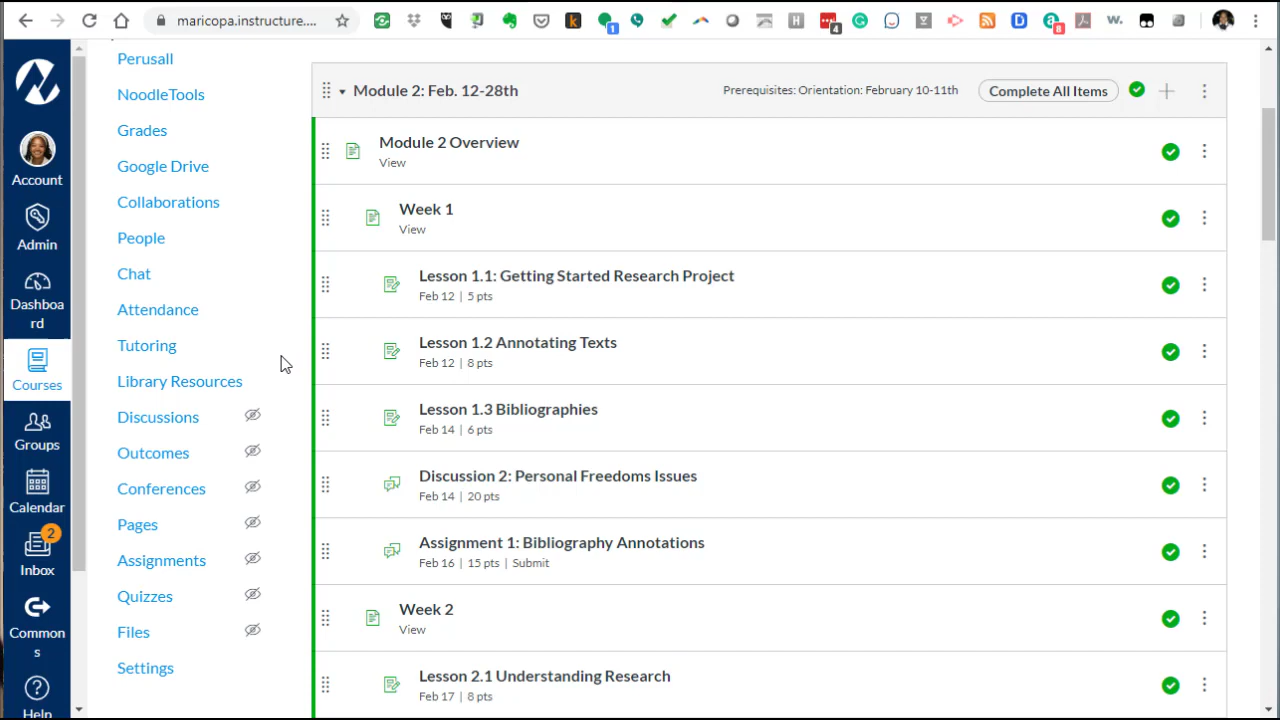 maricopa.instructure....
1
4
8
w.
Account
Admin
Dashboa
rd
Courses
Groups
Calendar
2
Inbox
Common
s
Help
Perusall
NoodleTools
Grades
Google Drive
Collaborations
People
Chat
Attendance
Tutoring
Library Resources
Discussions
Outcomes
Conferences
Pages
Assignments
Quizzes
Files
Settings
Module 2: Feb. 12-28th
Prerequisites: Orientation: February 10-11th
Complete All Items
Module 2 Overview
View
Week 1
View
Lesson 1.1: Getting Started Research Project
Feb 12 | 5 pts
Lesson 1.2 Annotating Texts
Feb 12 | 8 pts
Lesson 1.3 Bibliographies
Feb 14 | 6 pts
Discussion 2: Personal Freedoms Issues
Feb 14 | 20 pts
Assignment 1: Bibliography Annotations
Feb 16 | 15 pts | Submit
Week 2
View
Lesson 2.1 Understanding Research
Feb 17 | 8 pts